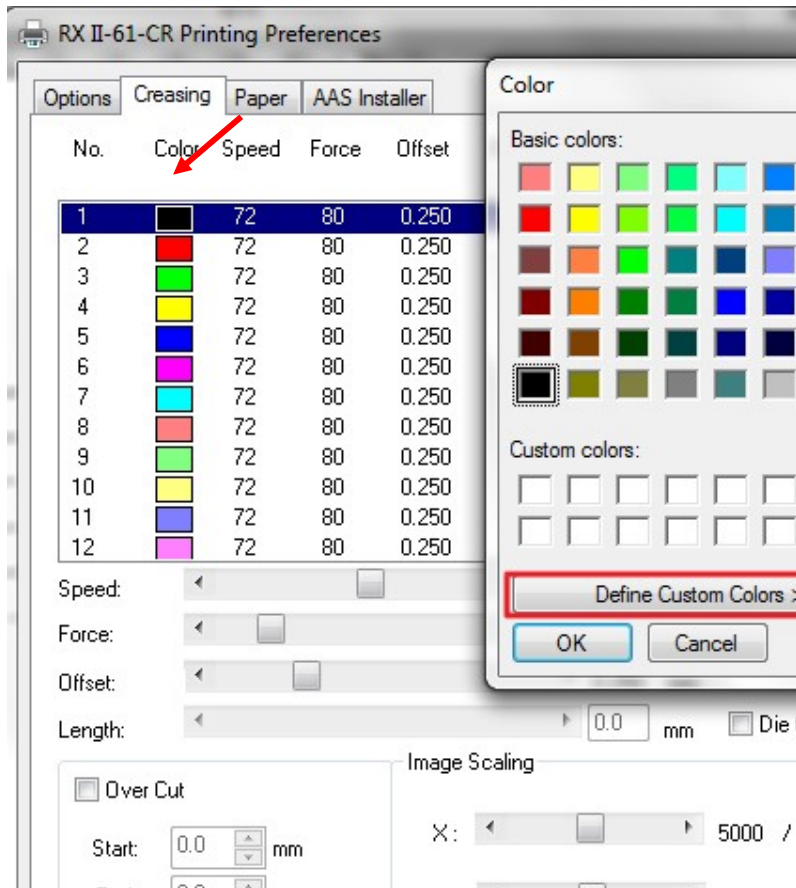 RX II-61-CR Printing Preferences
Options Creasing Paper AAS Installer
No. Color Speed Force Offset
1 72 80 0.250
2 72 80 0.250
3 72 80 0.250
4 72 80 0.250
5 72 80 0.250
6 72 80 0.250
7 72 80 0.250
8 72 80 0.250
9 72 80 0.250
10 72 80 0.250
11 72 80 0.250
12 72 80 0.250
Speed:
Force:
Offset:
Length: 0.0 mm Die
Over Cut
Start: 0.0 mm
0.0
Image Scaling
X: 5000 /
Color
Basic colors:
Custom colors:
Define Custom Colors >
OK Cancel